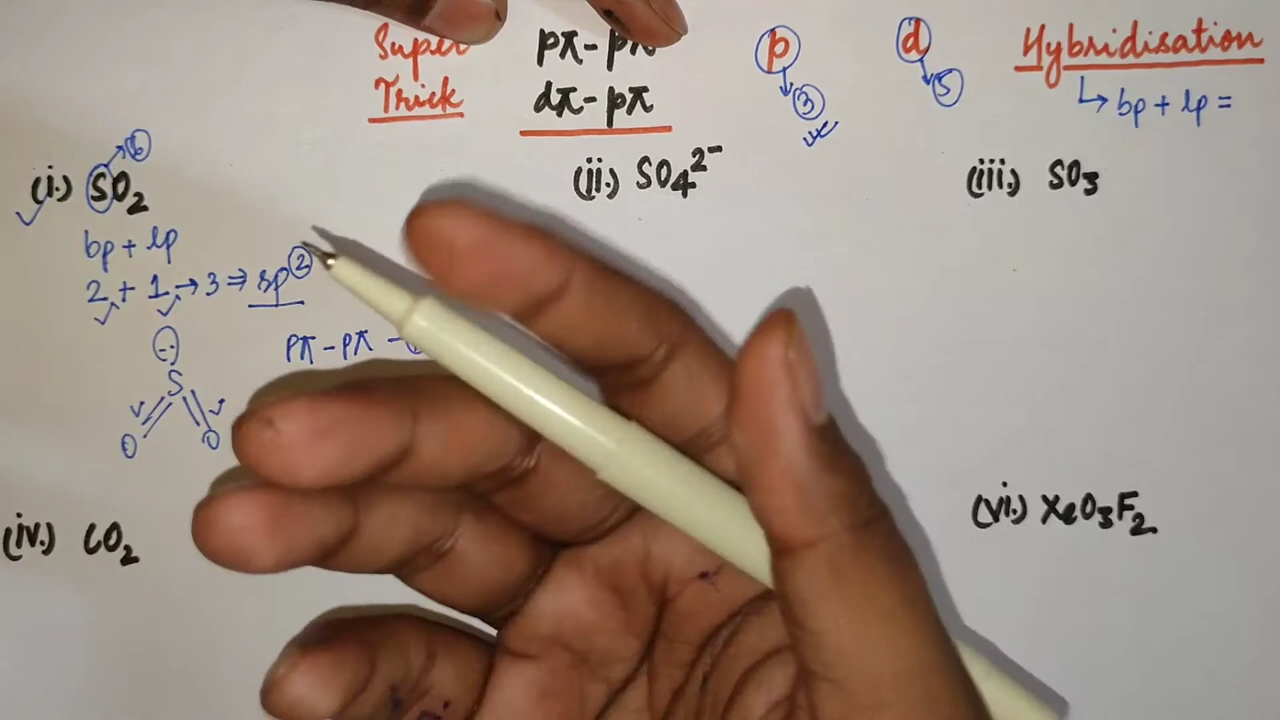 Super pπ - pπ p d Hybridisation
Trick dπ - pπ 3 5 ↳ bp + lp =
6
(i.) SO2 (ii.) SO4 2- (iii.) SO3
bp + lp
2 + 1 → 3 ⇒ sp2
pπ - pπ -
S
O O
(iv.) CO2 (vi.) XeO3F2